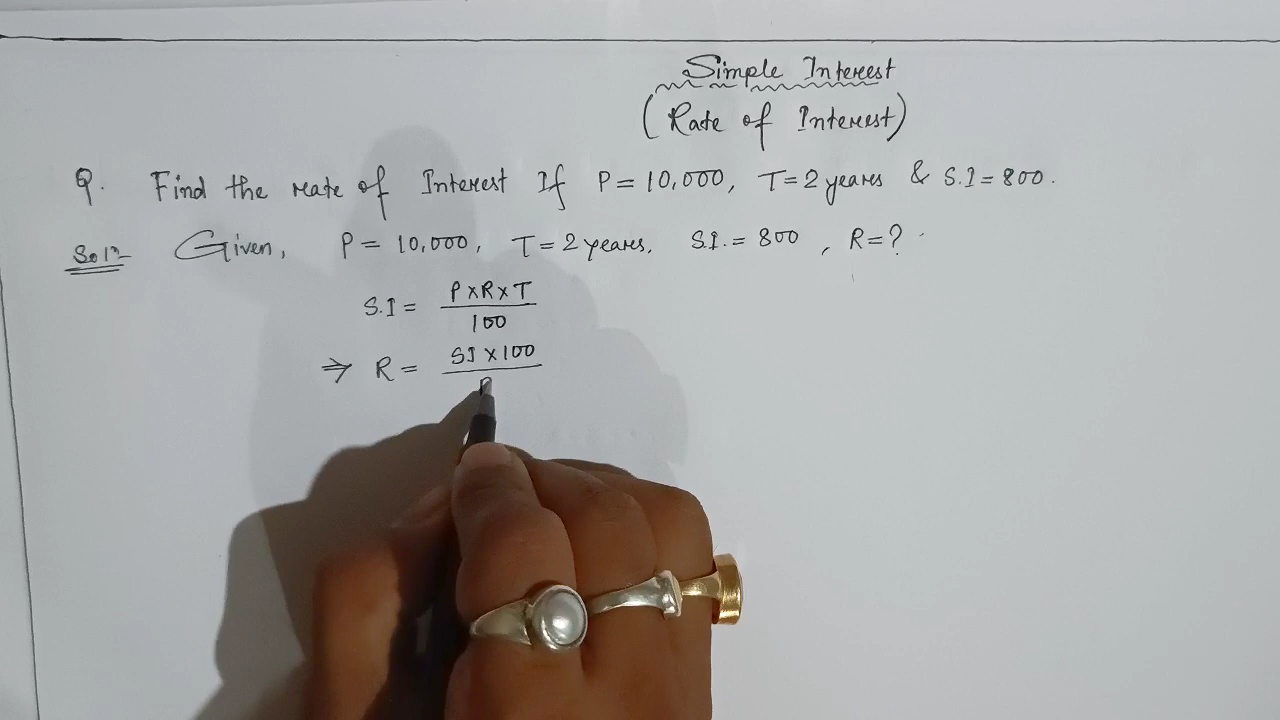 Simple Interest
(Rate of Interest)
Q. Find the rate of Interest If P = 10,000, T = 2 years & S.I = 800.
Solⁿ- Given, P = 10,000, T = 2 years, S.I. = 800, R = ?
S.I = P×R×T / 100
⇒ R = SI×100 / P